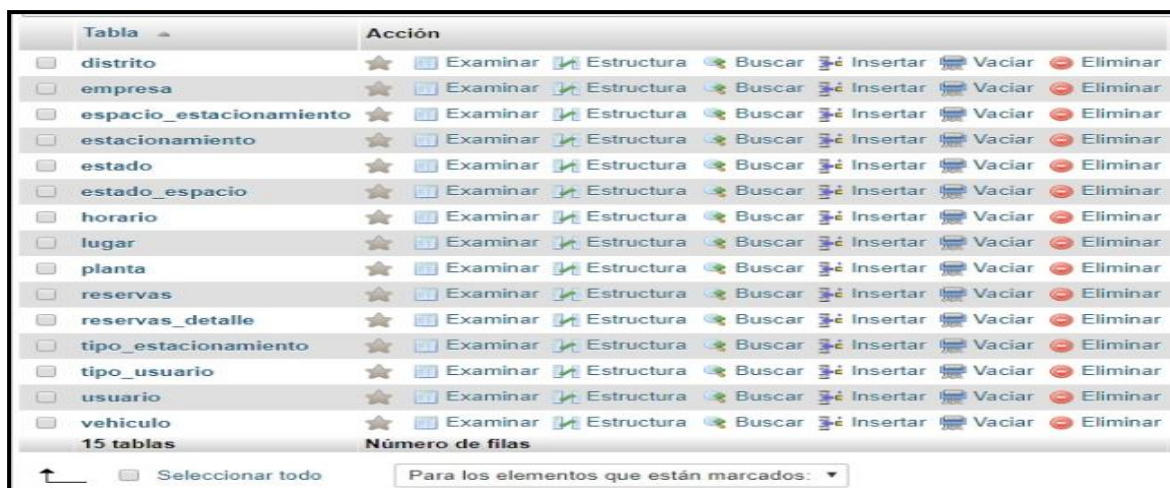 Tabla Acción
distrito Examinar Estructura Buscar Insertar Vaciar Eliminar
empresa Examinar Estructura Buscar Insertar Vaciar Eliminar
espacio_estacionamiento Examinar Estructura Buscar Insertar Vaciar Eliminar
estacionamiento Examinar Estructura Buscar Insertar Vaciar Eliminar
estado Examinar Estructura Buscar Insertar Vaciar Eliminar
estado_espacio Examinar Estructura Buscar Insertar Vaciar Eliminar
horario Examinar Estructura Buscar Insertar Vaciar Eliminar
lugar Examinar Estructura Buscar Insertar Vaciar Eliminar
planta Examinar Estructura Buscar Insertar Vaciar Eliminar
reservas Examinar Estructura Buscar Insertar Vaciar Eliminar
reservas_detalle Examinar Estructura Buscar Insertar Vaciar Eliminar
tipo_estacionamiento Examinar Estructura Buscar Insertar Vaciar Eliminar
tipo_usuario Examinar Estructura Buscar Insertar Vaciar Eliminar
usuario Examinar Estructura Buscar Insertar Vaciar Eliminar
vehiculo Examinar Estructura Buscar Insertar Vaciar Eliminar
15 tablas Número de filas
Seleccionar todo Para los elementos que están marcados: